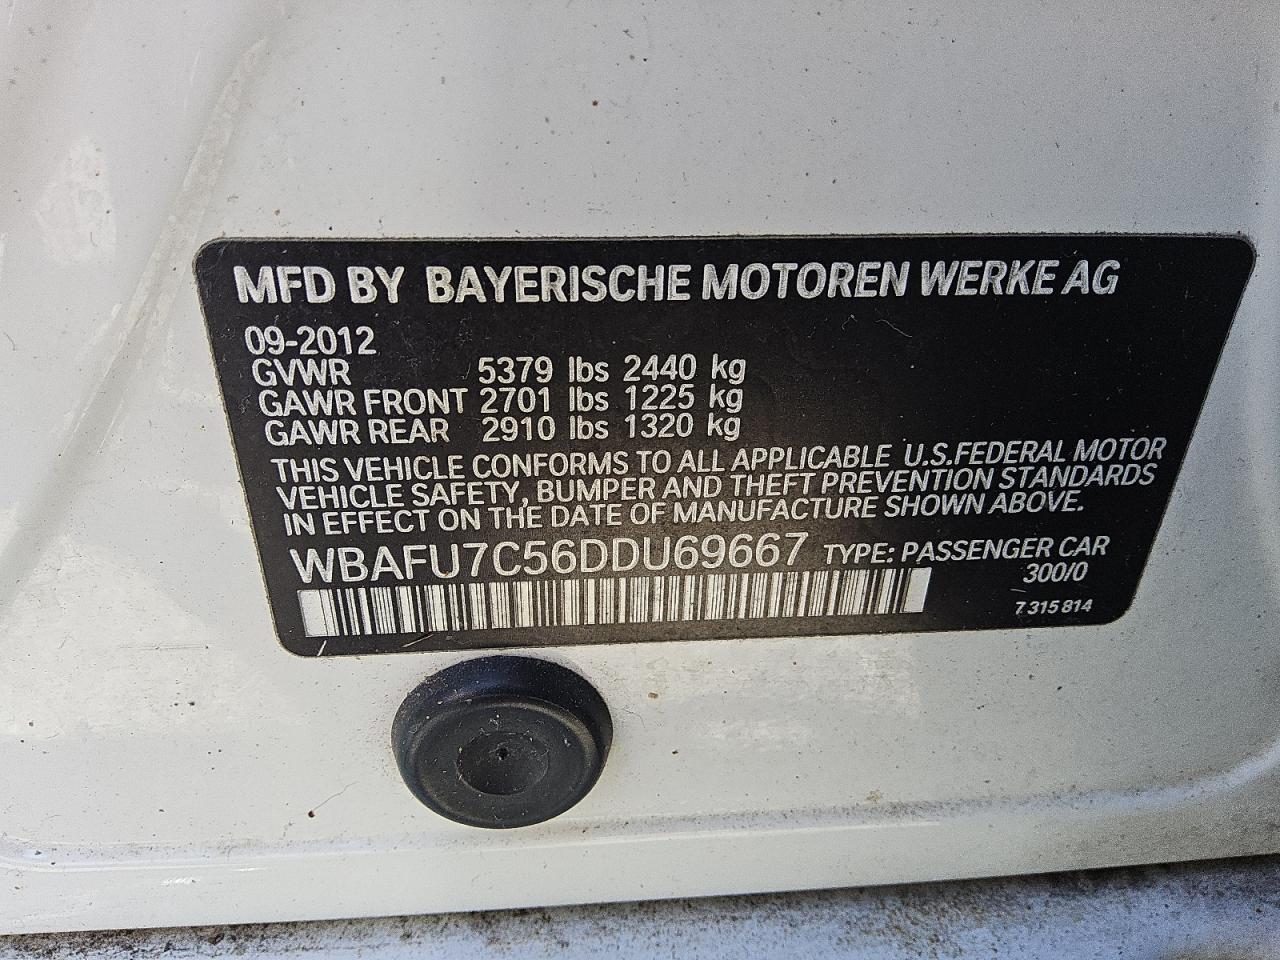 MFD BY BAYERISCHE MOTOREN WERKE AG
09-2012
GVWR 5379 lbs 2440 kg
GAWR FRONT 2701 lbs 1225 kg
GAWR REAR 2910 lbs 1320 kg
THIS VEHICLE CONFORMS TO ALL APPLICABLE U.S.FEDERAL MOTOR
VEHICLE SAFETY, BUMPER AND THEFT PREVENTION STANDARDS
IN EFFECT ON THE DATE OF MANUFACTURE SHOWN ABOVE.
WBAFU7C56DDU69667 TYPE: PASSENGER CAR
300/0
7 315 814